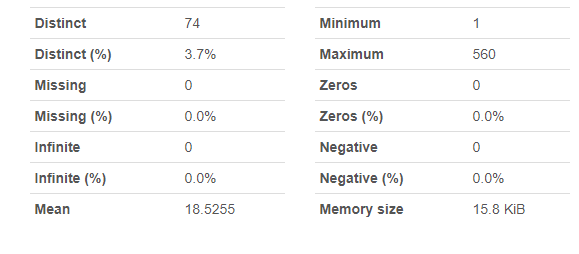 Distinct 74 Minimum 1
Distinct (%) 3.7% Maximum 560
Missing 0 Zeros 0
Missing (%) 0.0% Zeros (%) 0.0%
Infinite 0 Negative 0
Infinite (%) 0.0% Negative (%) 0.0%
Mean 18.5255 Memory size 15.8 KiB